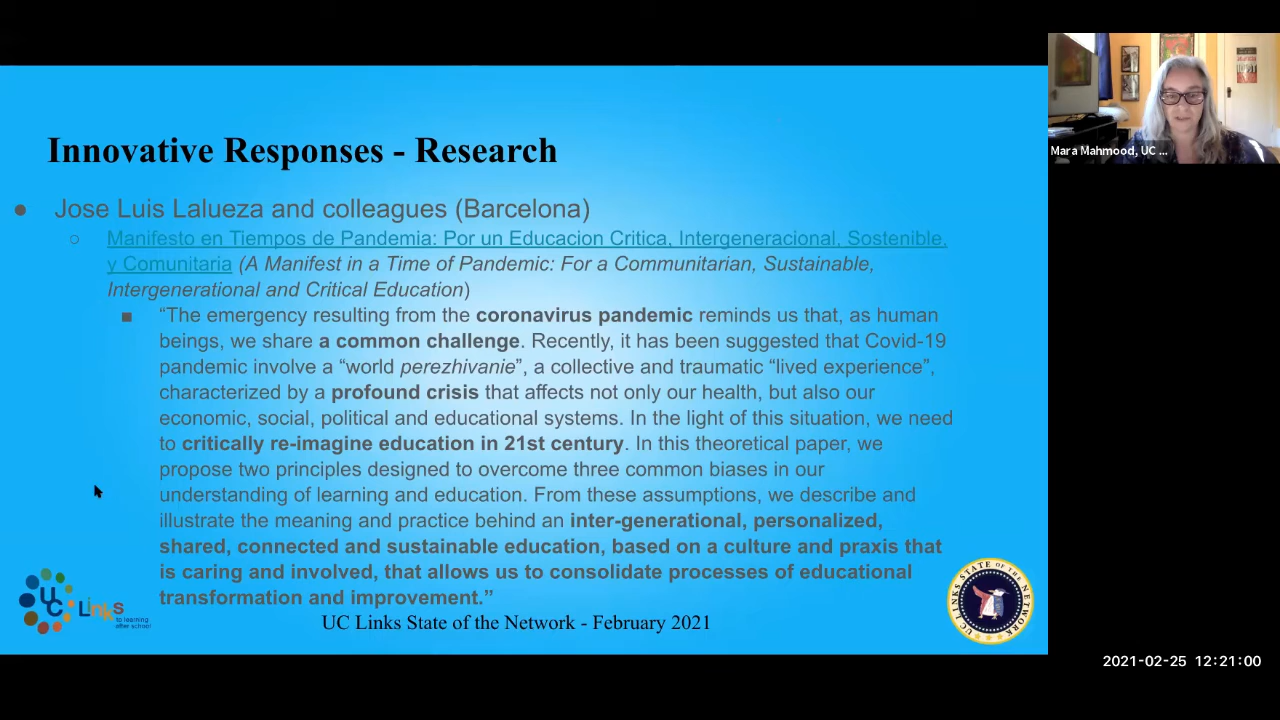 Innovative Responses - Research
● Jose Luis Lalueza and colleagues (Barcelona)
○ Manifesto en Tiempos de Pandemia: Por un Educacion Critica, Intergeneracional, Sostenible,
y Comunitaria (A Manifest in a Time of Pandemic: For a Communitarian, Sustainable,
Intergenerational and Critical Education)
■ “The emergency resulting from the coronavirus pandemic reminds us that, as human
beings, we share a common challenge. Recently, it has been suggested that Covid-19
pandemic involve a “world perezhivanie”, a collective and traumatic “lived experience”,
characterized by a profound crisis that affects not only our health, but also our
economic, social, political and educational systems. In the light of this situation, we need
to critically re-imagine education in 21st century. In this theoretical paper, we
propose two principles designed to overcome three common biases in our
understanding of learning and education. From these assumptions, we describe and
illustrate the meaning and practice behind an inter-generational, personalized,
shared, connected and sustainable education, based on a culture and praxis that
is caring and involved, that allows us to consolidate processes of educational
transformation and improvement.”
UC Links
to learning
after school
UC Links State of the Network - February 2021
UC LINKS STATE OF THE NETWORK
Mara Mahmood, UC ...
2021-02-25 12:21:00